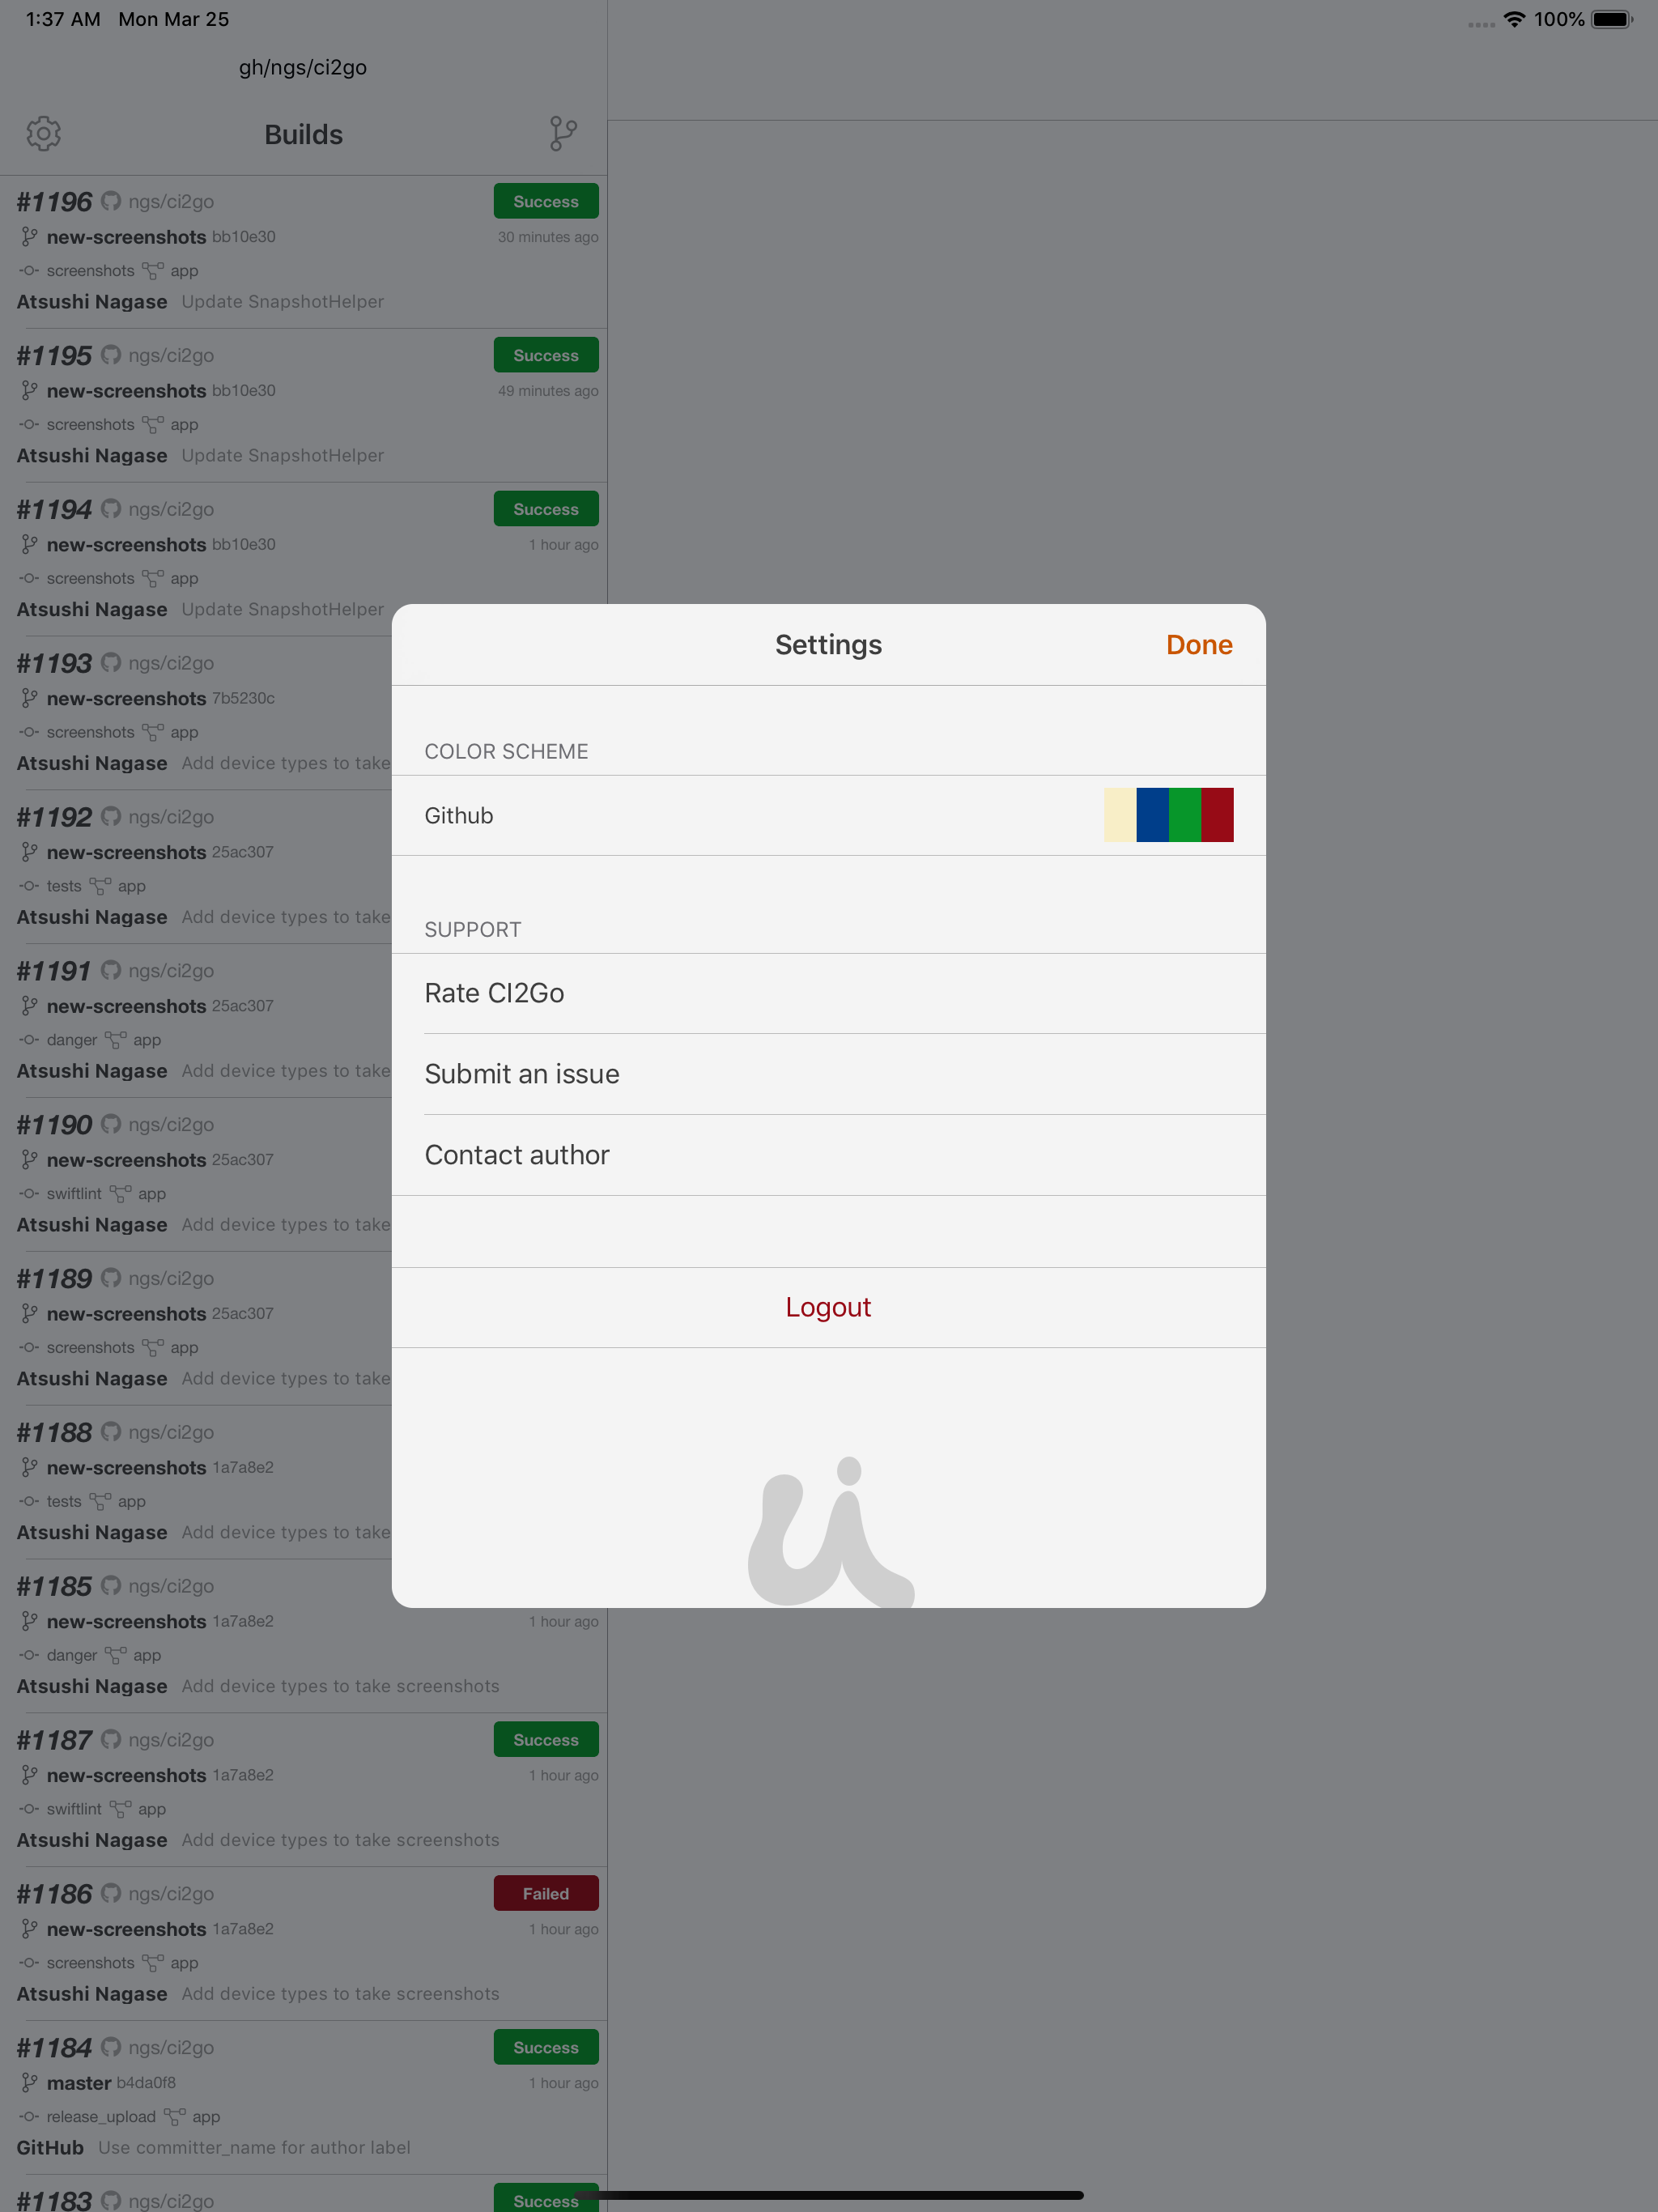 1:37 AM Mon Mar 25
100%
gh/ngs/ci2go
Builds
#1196 ngs/ci2go Success
new-screenshots bb10e30 30 minutes ago
screenshots app
Atsushi Nagase Update SnapshotHelper
#1195 ngs/ci2go Success
new-screenshots bb10e30 49 minutes ago
screenshots app
Atsushi Nagase Update SnapshotHelper
#1194 ngs/ci2go Success
new-screenshots bb10e30 1 hour ago
screenshots app
Atsushi Nagase Update SnapshotHelper
#1193 ngs/ci2go
new-screenshots 7b5230c
screenshots app
Atsushi Nagase Add device types to take
#1192 ngs/ci2go
new-screenshots 25ac307
tests app
Atsushi Nagase Add device types to take
#1191 ngs/ci2go
new-screenshots 25ac307
danger app
Atsushi Nagase Add device types to take
#1190 ngs/ci2go
new-screenshots 25ac307
swiftlint app
Atsushi Nagase Add device types to take
#1189 ngs/ci2go
new-screenshots 25ac307
screenshots app
Atsushi Nagase Add device types to take
#1188 ngs/ci2go
new-screenshots 1a7a8e2
tests app
Atsushi Nagase Add device types to take
#1185 ngs/ci2go
new-screenshots 1a7a8e2 1 hour ago
danger app
Atsushi Nagase Add device types to take screenshots
#1187 ngs/ci2go Success
new-screenshots 1a7a8e2 1 hour ago
swiftlint app
Atsushi Nagase Add device types to take screenshots
#1186 ngs/ci2go Failed
new-screenshots 1a7a8e2 1 hour ago
screenshots app
Atsushi Nagase Add device types to take screenshots
#1184 ngs/ci2go Success
master b4da0f8 1 hour ago
release_upload app
GitHub Use committer_name for author label
#1183 ngs/ci2go Success
Settings
Done
COLOR SCHEME
Github
SUPPORT
Rate CI2Go
Submit an issue
Contact author
Logout